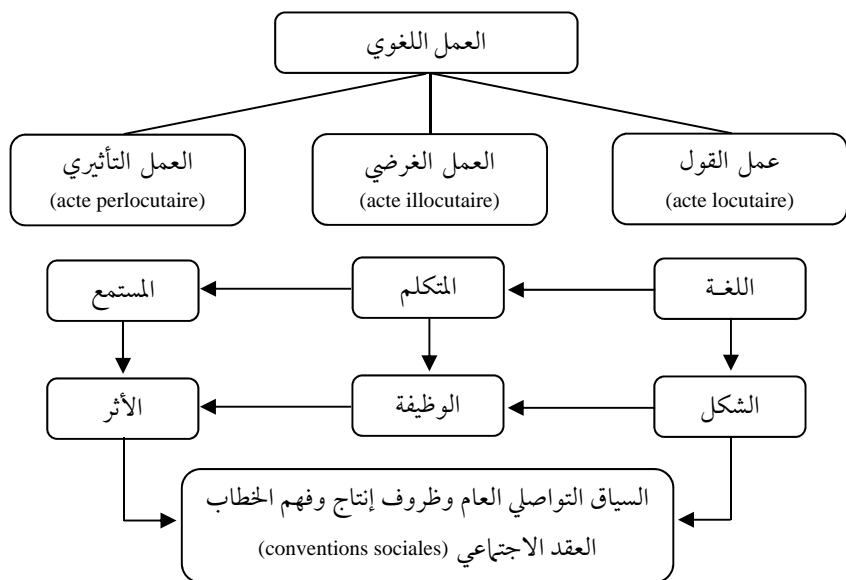 العمل اللغوي
عمل القول
(acte locutaire)
العمل الغرضي
(acte illocutaire)
العمل التأثيري
(acte perlocutaire)
اللغــة
المتكلم
المستمع
الشكل
الوظيفة
الأثر
السياق التواصلي العام وظروف إنتاج وفهم الخطاب
العقد الاجتماعي (conventions sociales)